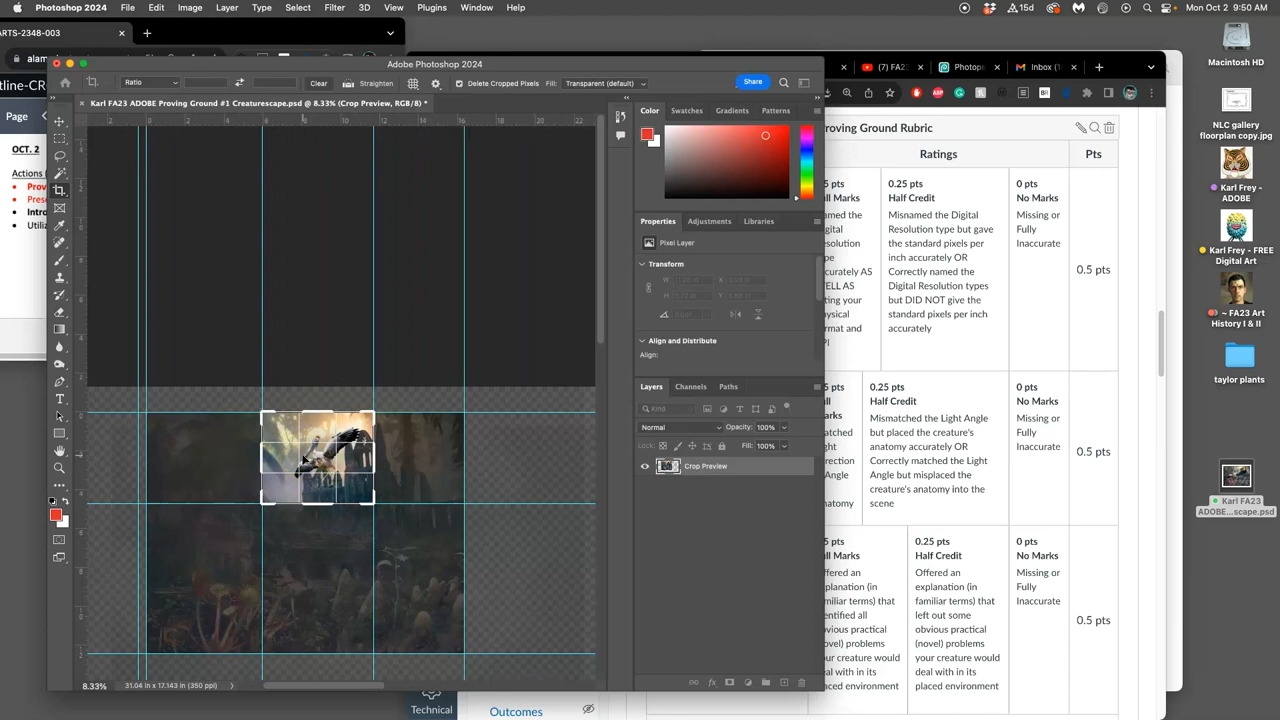 Photoshop 2024 File Edit Image Layer Type Select Filter 3D View Plugins Window Help
15d
Mon Oct 2 9:50 AM
ARTS-2348-003
Adobe Photoshop 2024
Ratio
Clear
Straighten
Delete Cropped Pixels
Fill: Transparent (default)
Share
Karl FA23 ADOBE Proving Ground #1 Creaturescape.psd @ 8.33% (Crop Preview, RGB/8) *
OCT. 2
Color Swatches Gradients Patterns
Properties Adjustments Libraries
Pixel Layer
Transform
Align and Distribute
Align:
Layers Channels Paths
Kind
Normal
Opacity: 100%
Lock:
Fill: 100%
Crop Preview
8.33%
31.04 in x 17.143 in (350 ppi)
(7) FA2
Photope
Inbox (1
roving Ground Rubric
Ratings
Pts
0.25 pts
Half Credit
Misnamed the Digital
Resolution type but gave
the standard pixels per
inch accurately OR
Correctly named the
Digital Resolution types
but DID NOT give the
standard pixels per inch
accurately
0 pts
No Marks
Missing or
Fully
Inaccurate
0.5 pts
0.25 pts
Half Credit
Mismatched the Light
Angle but placed the
creature's anatomy
accurately OR
Correctly matched the Light
Angle but misplaced the
creature's anatomy into the
scene
0 pts
No Marks
Missing or
Fully
Inaccurate
0.5 pts
0.25 pts
Half Credit
Offered an
explanation (in
familiar terms) that
left out some
obvious practical
(novel) problems
your creature would
deal with in its
placed environment
0 pts
No Marks
Missing or
Fully
Inaccurate
0.5 pts
Technical
Outcomes
Macintosh HD
NLC gallery
floorplan copy.jpg
Karl Frey -
ADOBE
Karl Frey - FREE
Digital Art
~ FA23 Art
History I & II
taylor plants
Karl FA23
ADOBE...scape.psd